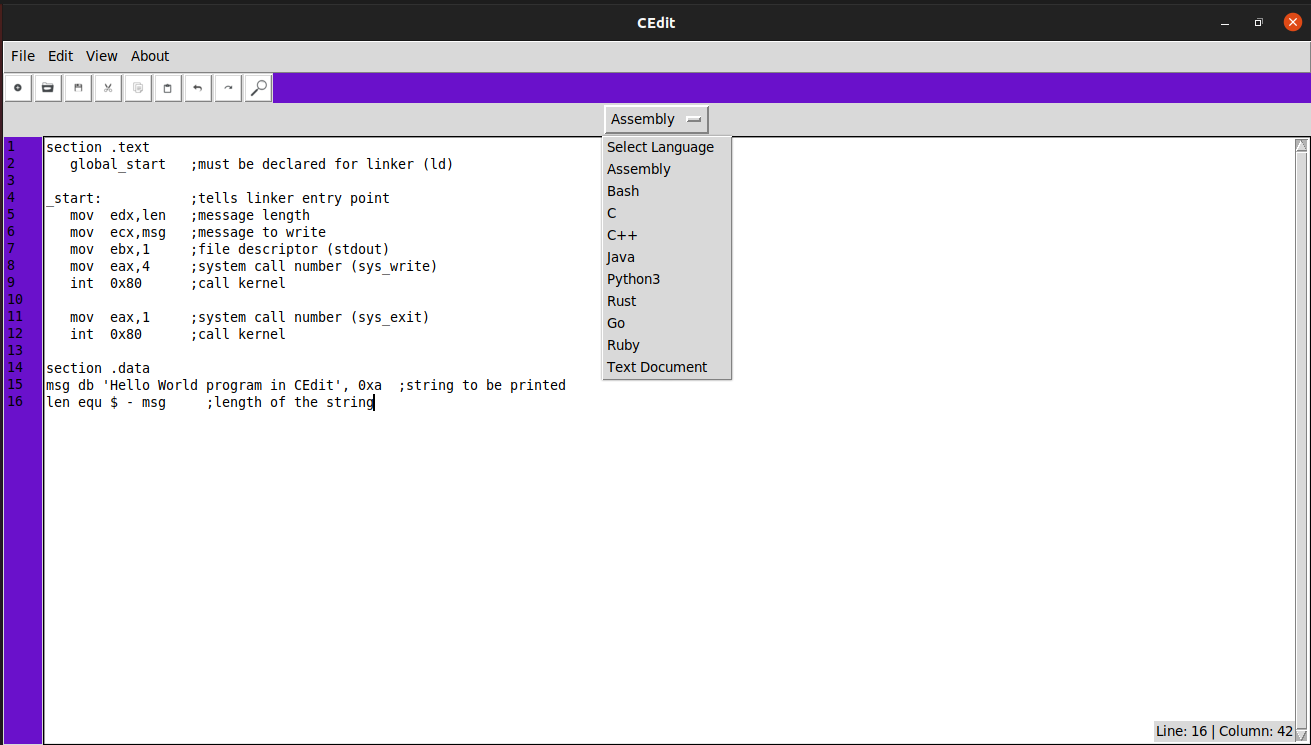 CEdit
File Edit View About
Assembly
Select Language
Assembly
Bash
C
C++
Java
Python3
Rust
Go
Ruby
Text Document
1 section .text
2    global_start   ;must be declared for linker (ld)
3
4 _start:           ;tells linker entry point
5    mov  edx,len   ;message length
6    mov  ecx,msg   ;message to write
7    mov  ebx,1     ;file descriptor (stdout)
8    mov  eax,4     ;system call number (sys_write)
9    int  0x80      ;call kernel
10
11    mov  eax,1     ;system call number (sys_exit)
12    int  0x80      ;call kernel
13
14 section .data
15 msg db 'Hello World program in CEdit', 0xa  ;string to be printed
16 len equ $ - msg     ;length of the string
Line: 16 | Column: 42